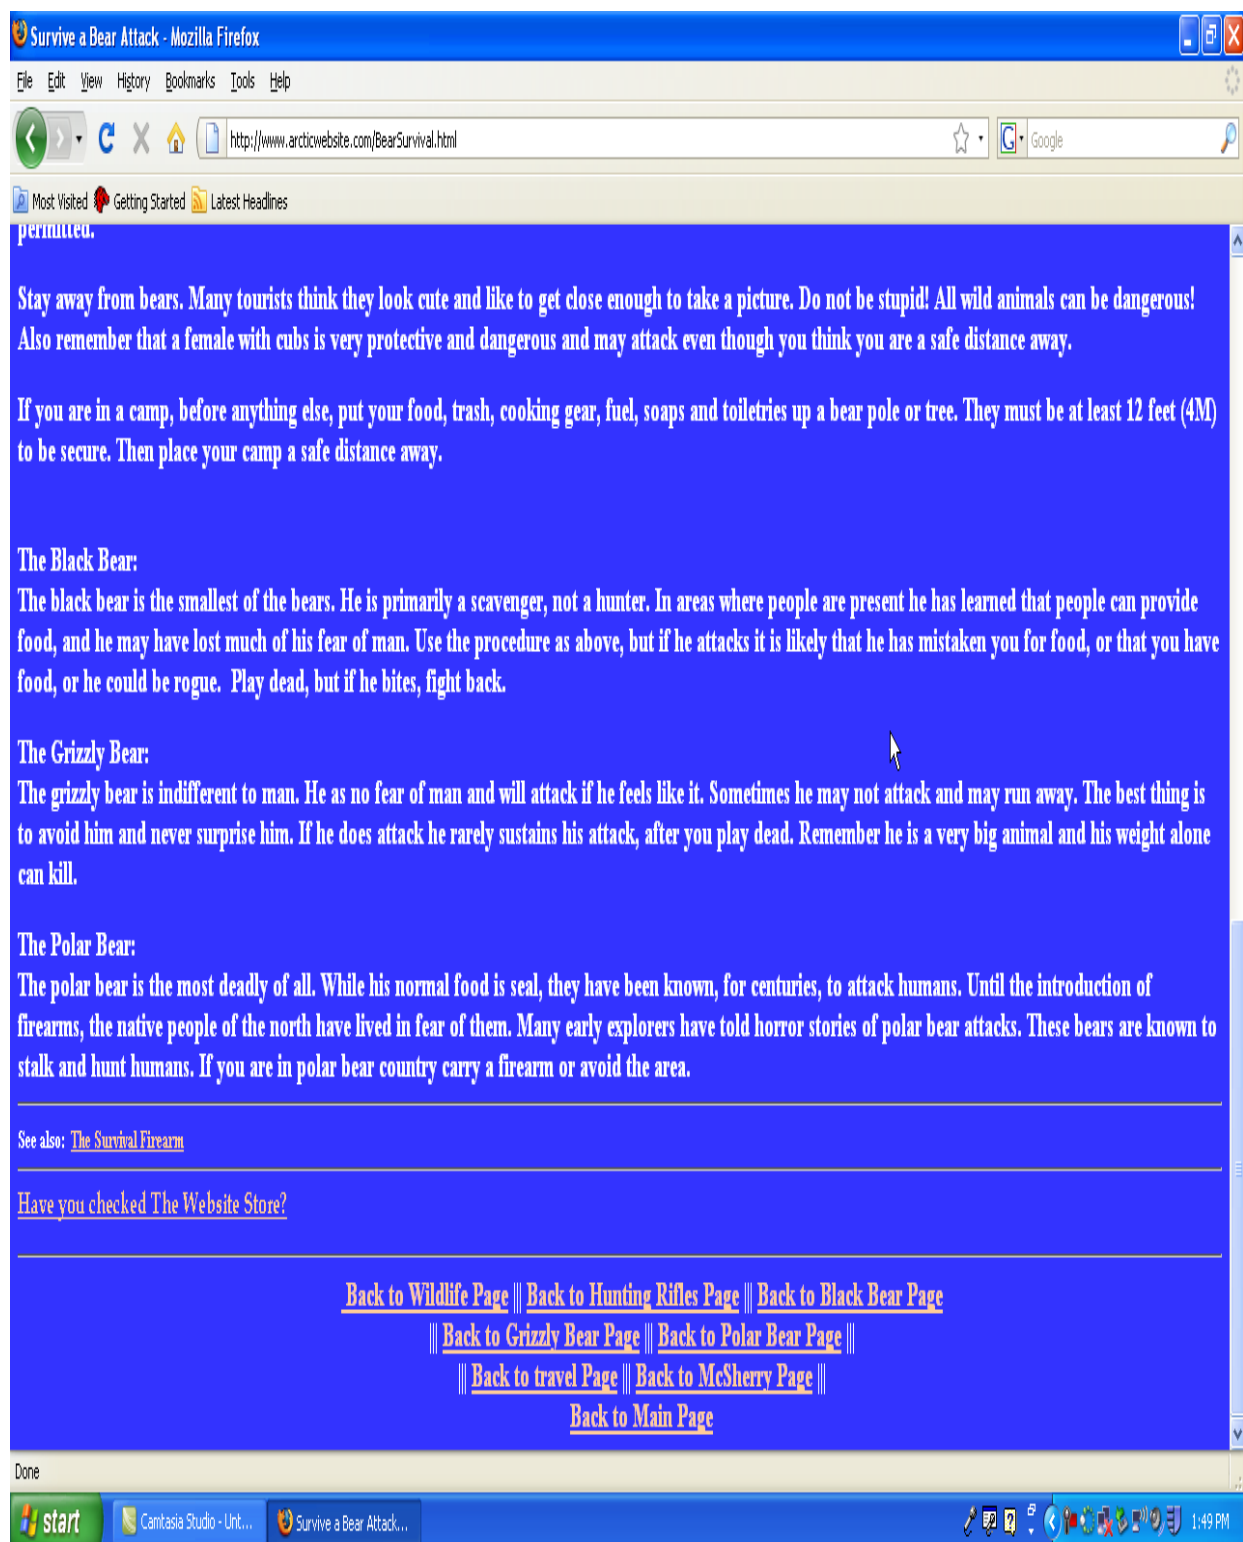 Survive a Bear Attack - Mozilla Firefox
File Edit View History Bookmarks Tools Help
http://www.arcticwebsite.com/BearSurvival.html
G Google
Most Visited Getting Started Latest Headlines
permitted.
Stay away from bears. Many tourists think they look cute and like to get close enough to take a picture. Do not be stupid! All wild animals can be dangerous!
Also remember that a female with cubs is very protective and dangerous and may attack even though you think you are a safe distance away.
If you are in a camp, before anything else, put your food, trash, cooking gear, fuel, soaps and toiletries up a bear pole or tree. They must be at least 12 feet (4M)
to be secure. Then place your camp a safe distance away.
The Black Bear:
The black bear is the smallest of the bears. He is primarily a scavenger, not a hunter. In areas where people are present he has learned that people can provide
food, and he may have lost much of his fear of man. Use the procedure as above, but if he attacks it is likely that he has mistaken you for food, or that you have
food, or he could be rogue. Play dead, but if he bites, fight back.
The Grizzly Bear:
The grizzly bear is indifferent to man. He as no fear of man and will attack if he feels like it. Sometimes he may not attack and may run away. The best thing is
to avoid him and never surprise him. If he does attack he rarely sustains his attack, after you play dead. Remember he is a very big animal and his weight alone
can kill.
The Polar Bear:
The polar bear is the most deadly of all. While his normal food is seal, they have been known, for centuries, to attack humans. Until the introduction of
firearms, the native people of the north have lived in fear of them. Many early explorers have told horror stories of polar bear attacks. These bears are known to
stalk and hunt humans. If you are in polar bear country carry a firearm or avoid the area.
See also: The Survival Firearm
Have you checked The Website Store?
Back to Wildlife Page ||| Back to Hunting Rifles Page ||| Back to Black Bear Page
||| Back to Grizzly Bear Page ||| Back to Polar Bear Page |||
||| Back to travel Page ||| Back to McSherry Page |||
Back to Main Page
Done
start Camtasia Studio - Unt... Survive a Bear Attack... 1:49 PM